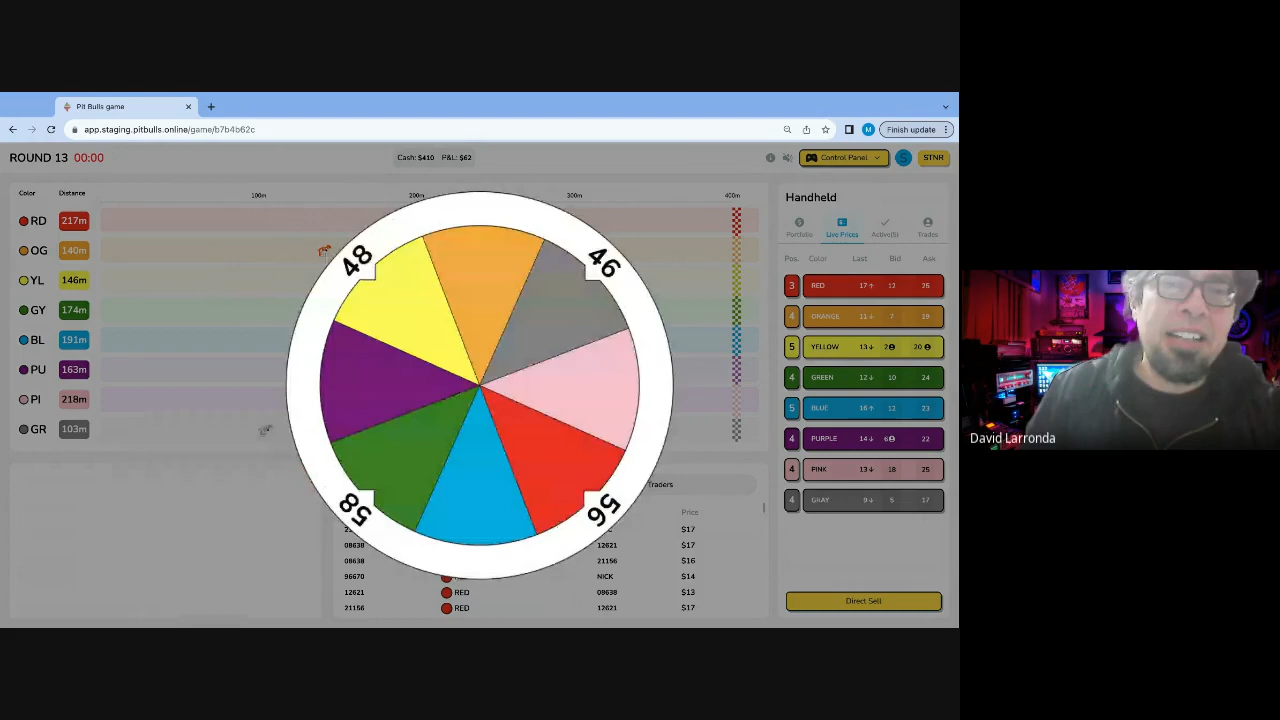 Pit Bulls game
app.staging.pitbulls.online/game/b7b4b62c
M
Finish update
ROUND 13 00:00
Cash: $410 P&L: $62
Control Panel
S
STNR
Color Distance
100m 200m 300m 400m
RD 217m
OG 140m
YL 146m
GY 174m
BL 191m
PU 163m
PI 218m
GR 103m
48
46
58
56
Traders
Price
$17
08638 12621 $17
08638 21156 $16
96670 NICK $14
12621 RED 08638 $13
21156 RED 12621 $17
Handheld
Portfolio Live Prices Active(5) Trades
Pos. Color Last Bid Ask
3 RED 17↑ 12 25
4 ORANGE 11↓ 7 19
5 YELLOW 13↓ 2 20
4 GREEN 12↓ 10 24
5 BLUE 16↑ 12 23
4 PURPLE 14↓ 6 22
4 PINK 13↓ 18 25
4 GRAY 9↓ 5 17
Direct Sell
David Larronda